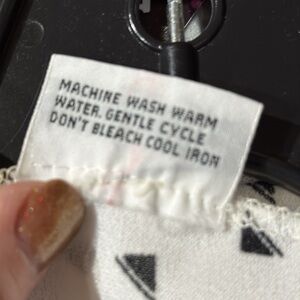 MACHINE WASH WARM
WATER. GENTLE CYCLE
DON'T BLEACH COOL IRON